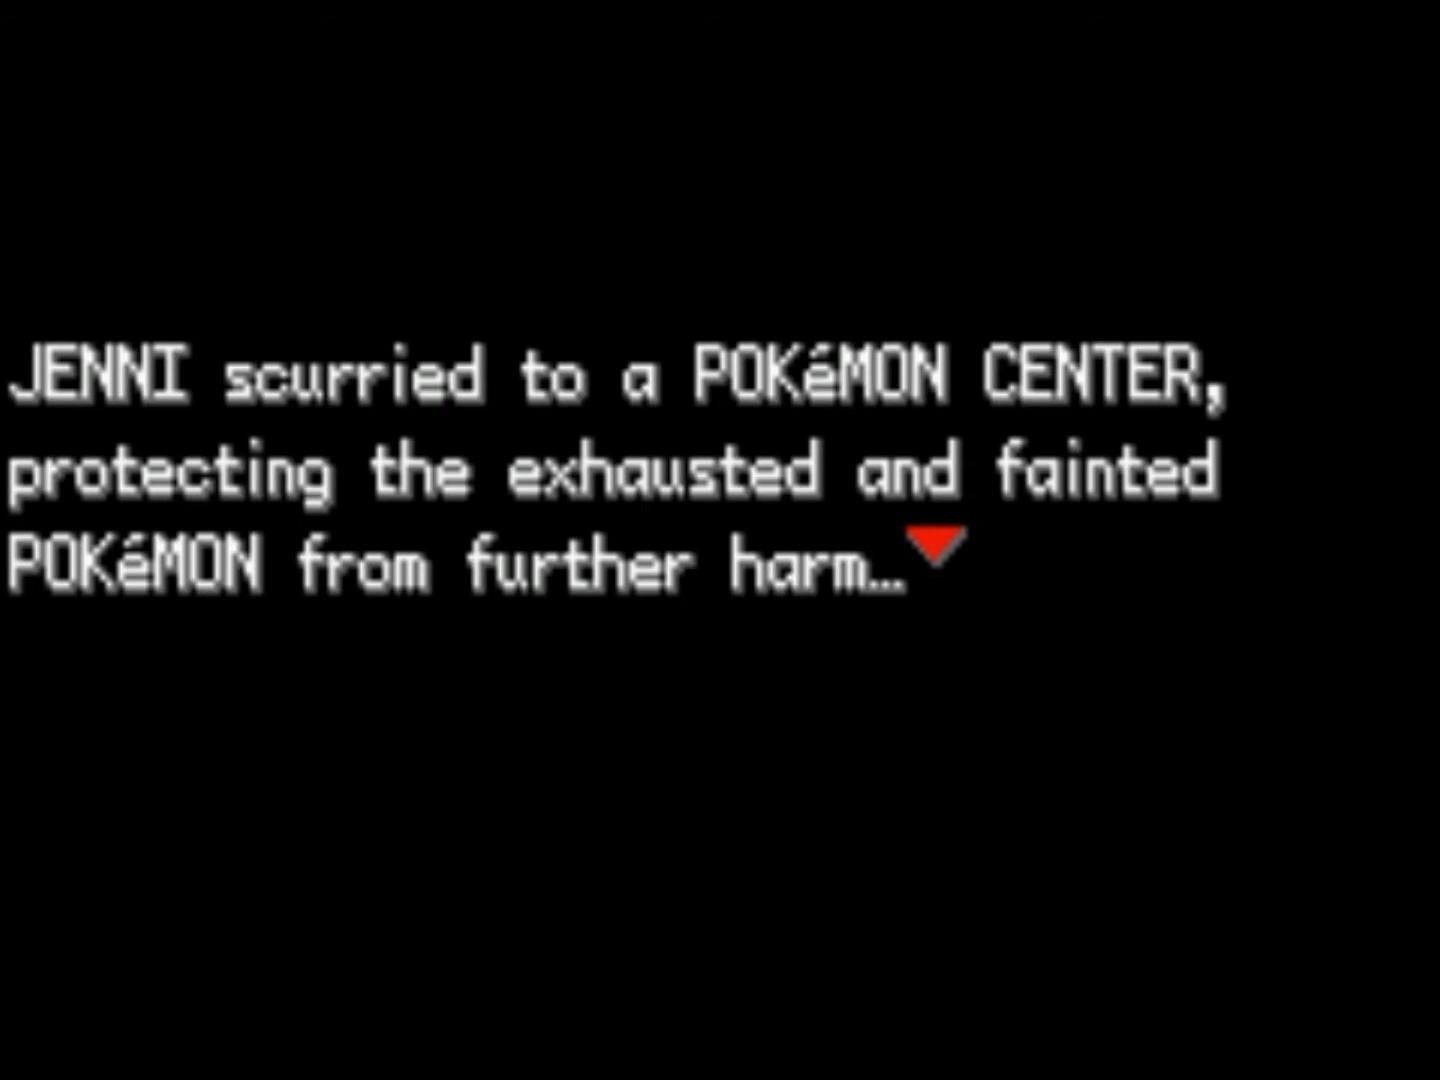 JENNI scurried to a POKéMON CENTER,
protecting the exhausted and fainted
POKéMON from further harm…